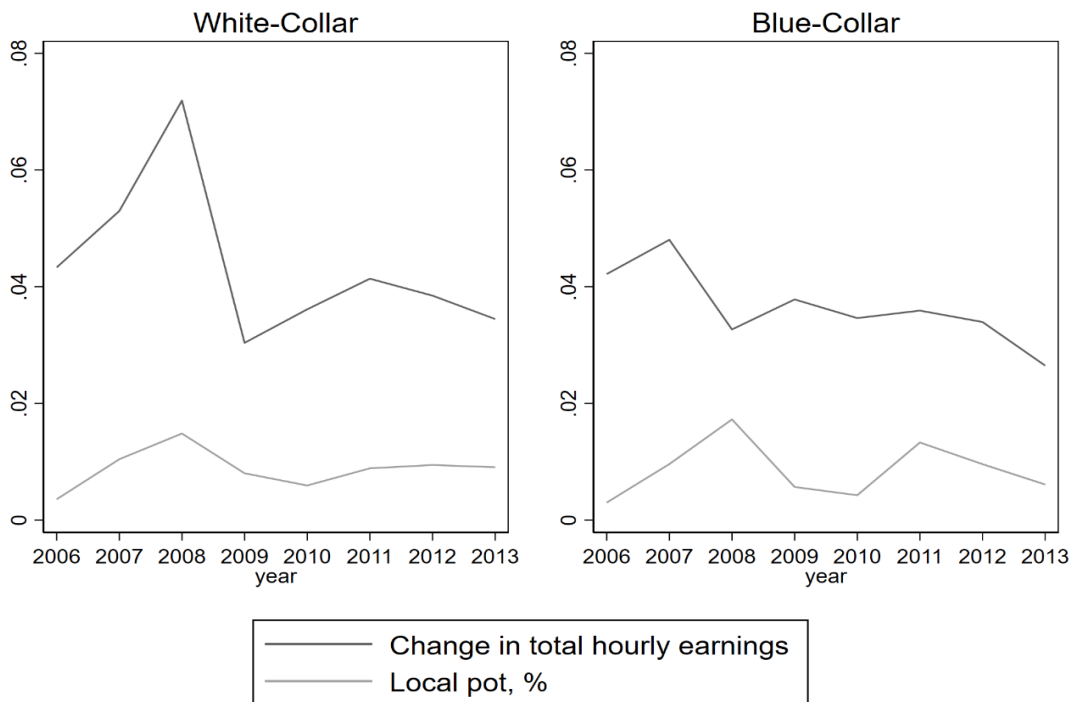 White-Collar
.08
.06
.04
.02
0
2006 2007 2008 2009 2010 2011 2012 2013
year
Blue-Collar
.08
.06
.04
.02
0
2006 2007 2008 2009 2010 2011 2012 2013
year
Change in total hourly earnings
Local pot, %